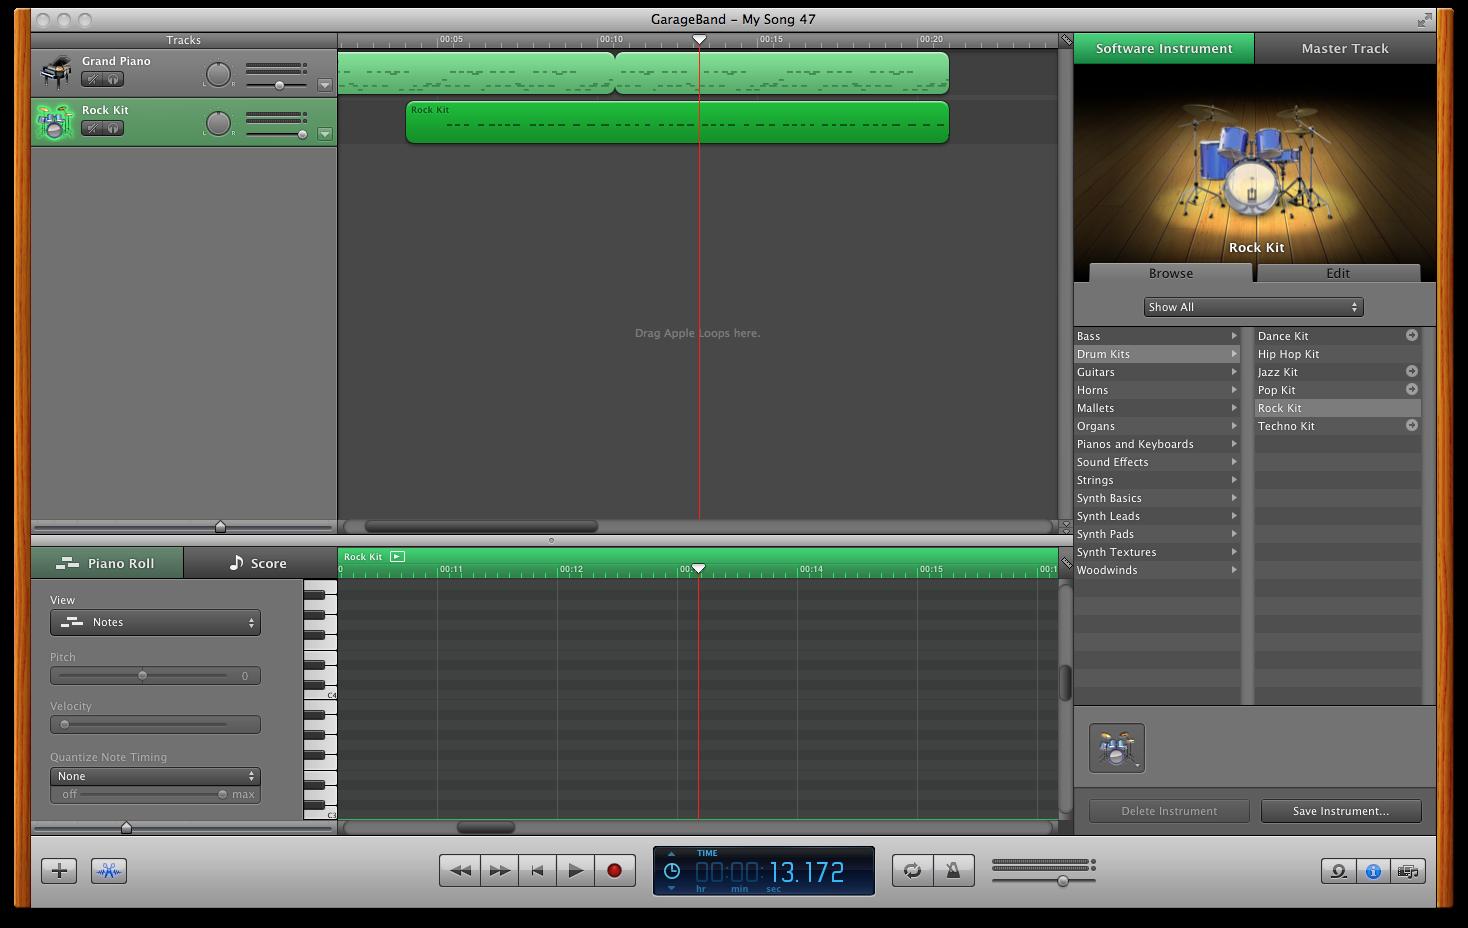 GarageBand – My Song 47
Tracks
00:05
00:10
00:15
00:20
Grand Piano
L
R
Rock Kit
L
R
Rock Kit
Drag Apple Loops here.
Software Instrument
Master Track
Rock Kit
Browse
Edit
Show All
Bass
Drum Kits
Guitars
Horns
Mallets
Organs
Pianos and Keyboards
Sound Effects
Strings
Synth Basics
Synth Leads
Synth Pads
Synth Textures
Woodwinds
Dance Kit
Hip Hop Kit
Jazz Kit
Pop Kit
Rock Kit
Techno Kit
Delete Instrument
Save Instrument...
Piano Roll
Score
Rock Kit
0
00:11
00:12
00:
00:14
00:15
00:1
View
Notes
Pitch
0
Velocity
Quantize Note Timing
None
off
max
C4
C3
TIME
00:00:13.172
hr min sec